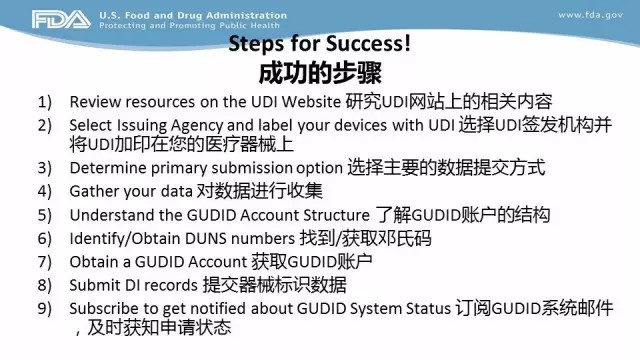 FDA U.S. Food and Drug Administration
Protecting and Promoting Public Health
www.fda.gov
Steps for Success!
成功的步骤
1) Review resources on the UDI Website 研究UDI网站上的相关内容
2) Select Issuing Agency and label your devices with UDI 选择UDI签发机构并
将UDI加印在您的医疗器械上
3) Determine primary submission option 选择主要的数据提交方式
4) Gather your data 对数据进行收集
5) Understand the GUDID Account Structure 了解GUDID账户的结构
6) Identify/Obtain DUNS numbers 找到/获取邓氏码
7) Obtain a GUDID Account 获取GUDID账户
8) Submit DI records 提交器械标识数据
9) Subscribe to get notified about GUDID System Status 订阅GUDID系统邮件
，及时获知申请状态